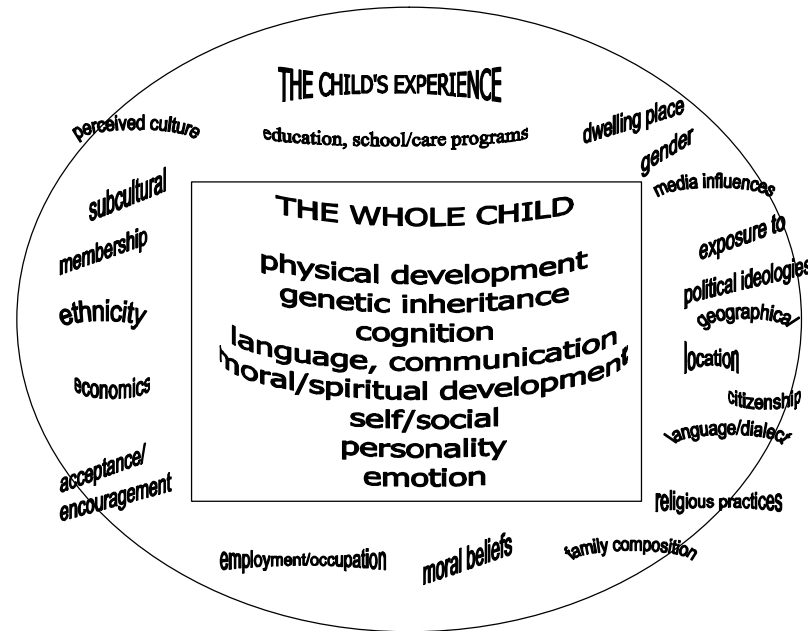 THE CHILD'S EXPERIENCE
perceived culture
education, school/care programs
dwelling place
gender
media influences
subcultural
membership
exposure to
political ideologies
ethnicity
geographical
location
economics
citizenship
language/dialect
acceptance/
encouragement
religious practices
employment/occupation
moral beliefs
family composition
THE WHOLE CHILD
physical development
genetic inheritance
cognition
language, communication
moral/spiritual development
self/social
personality
emotion